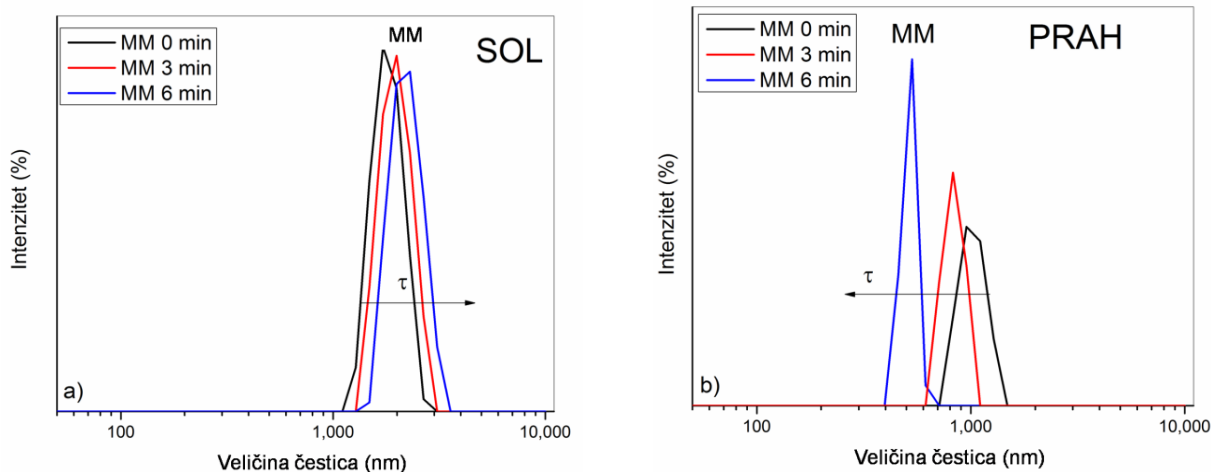 MM 0 min
MM 3 min
MM 6 min
MM
SOL
τ
a)
Intenzitet (%)
100
1,000
10,000
Veličina čestica (nm)
MM 0 min
MM 3 min
MM 6 min
MM
PRAH
τ
b)
Intenzitet (%)
100
1,000
10,000
Veličina čestica (nm)